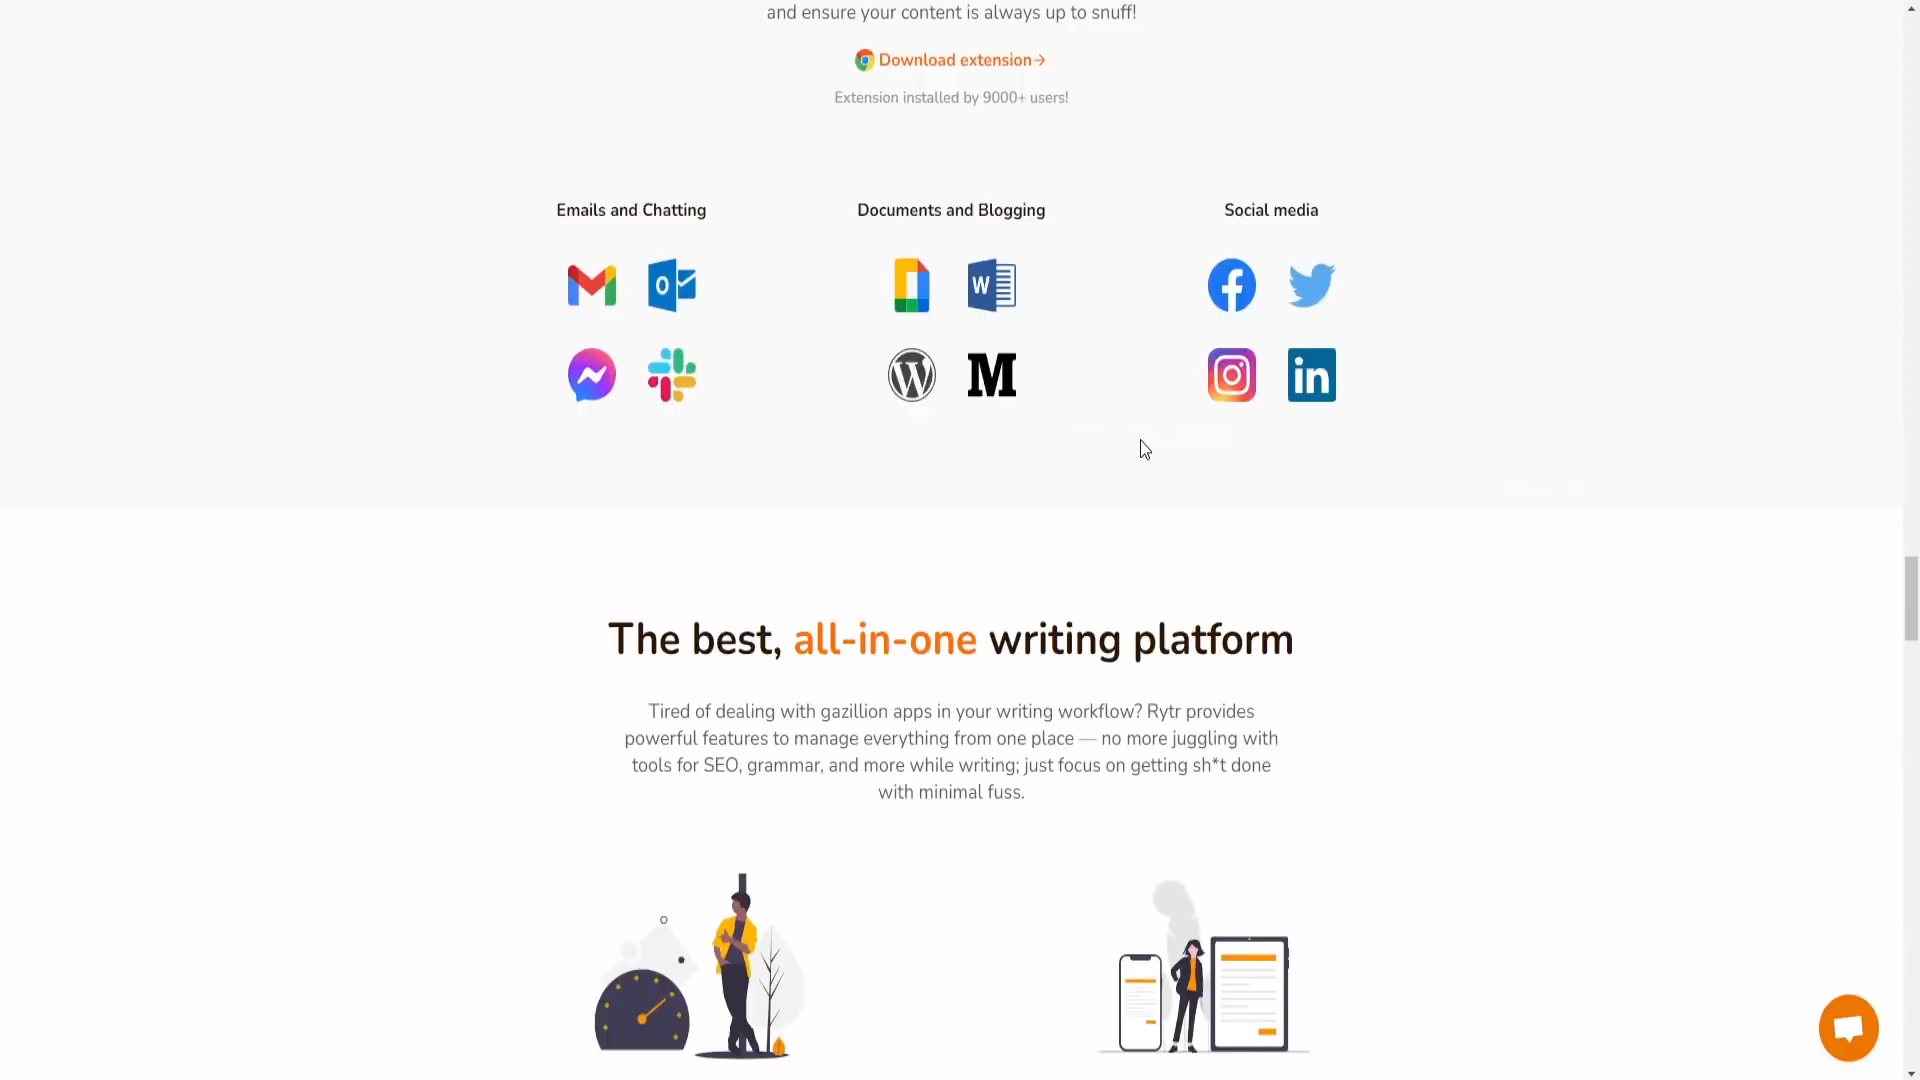 and ensure your content is always up to snuff!
Download extension→
Extension installed by 9000+ users!
Emails and Chatting
Documents and Blogging
Social media
The best, all-in-one writing platform
Tired of dealing with gazillion apps in your writing workflow? Rytr provides
powerful features to manage everything from one place — no more juggling with
tools for SEO, grammar, and more while writing; just focus on getting sh*t done
with minimal fuss.